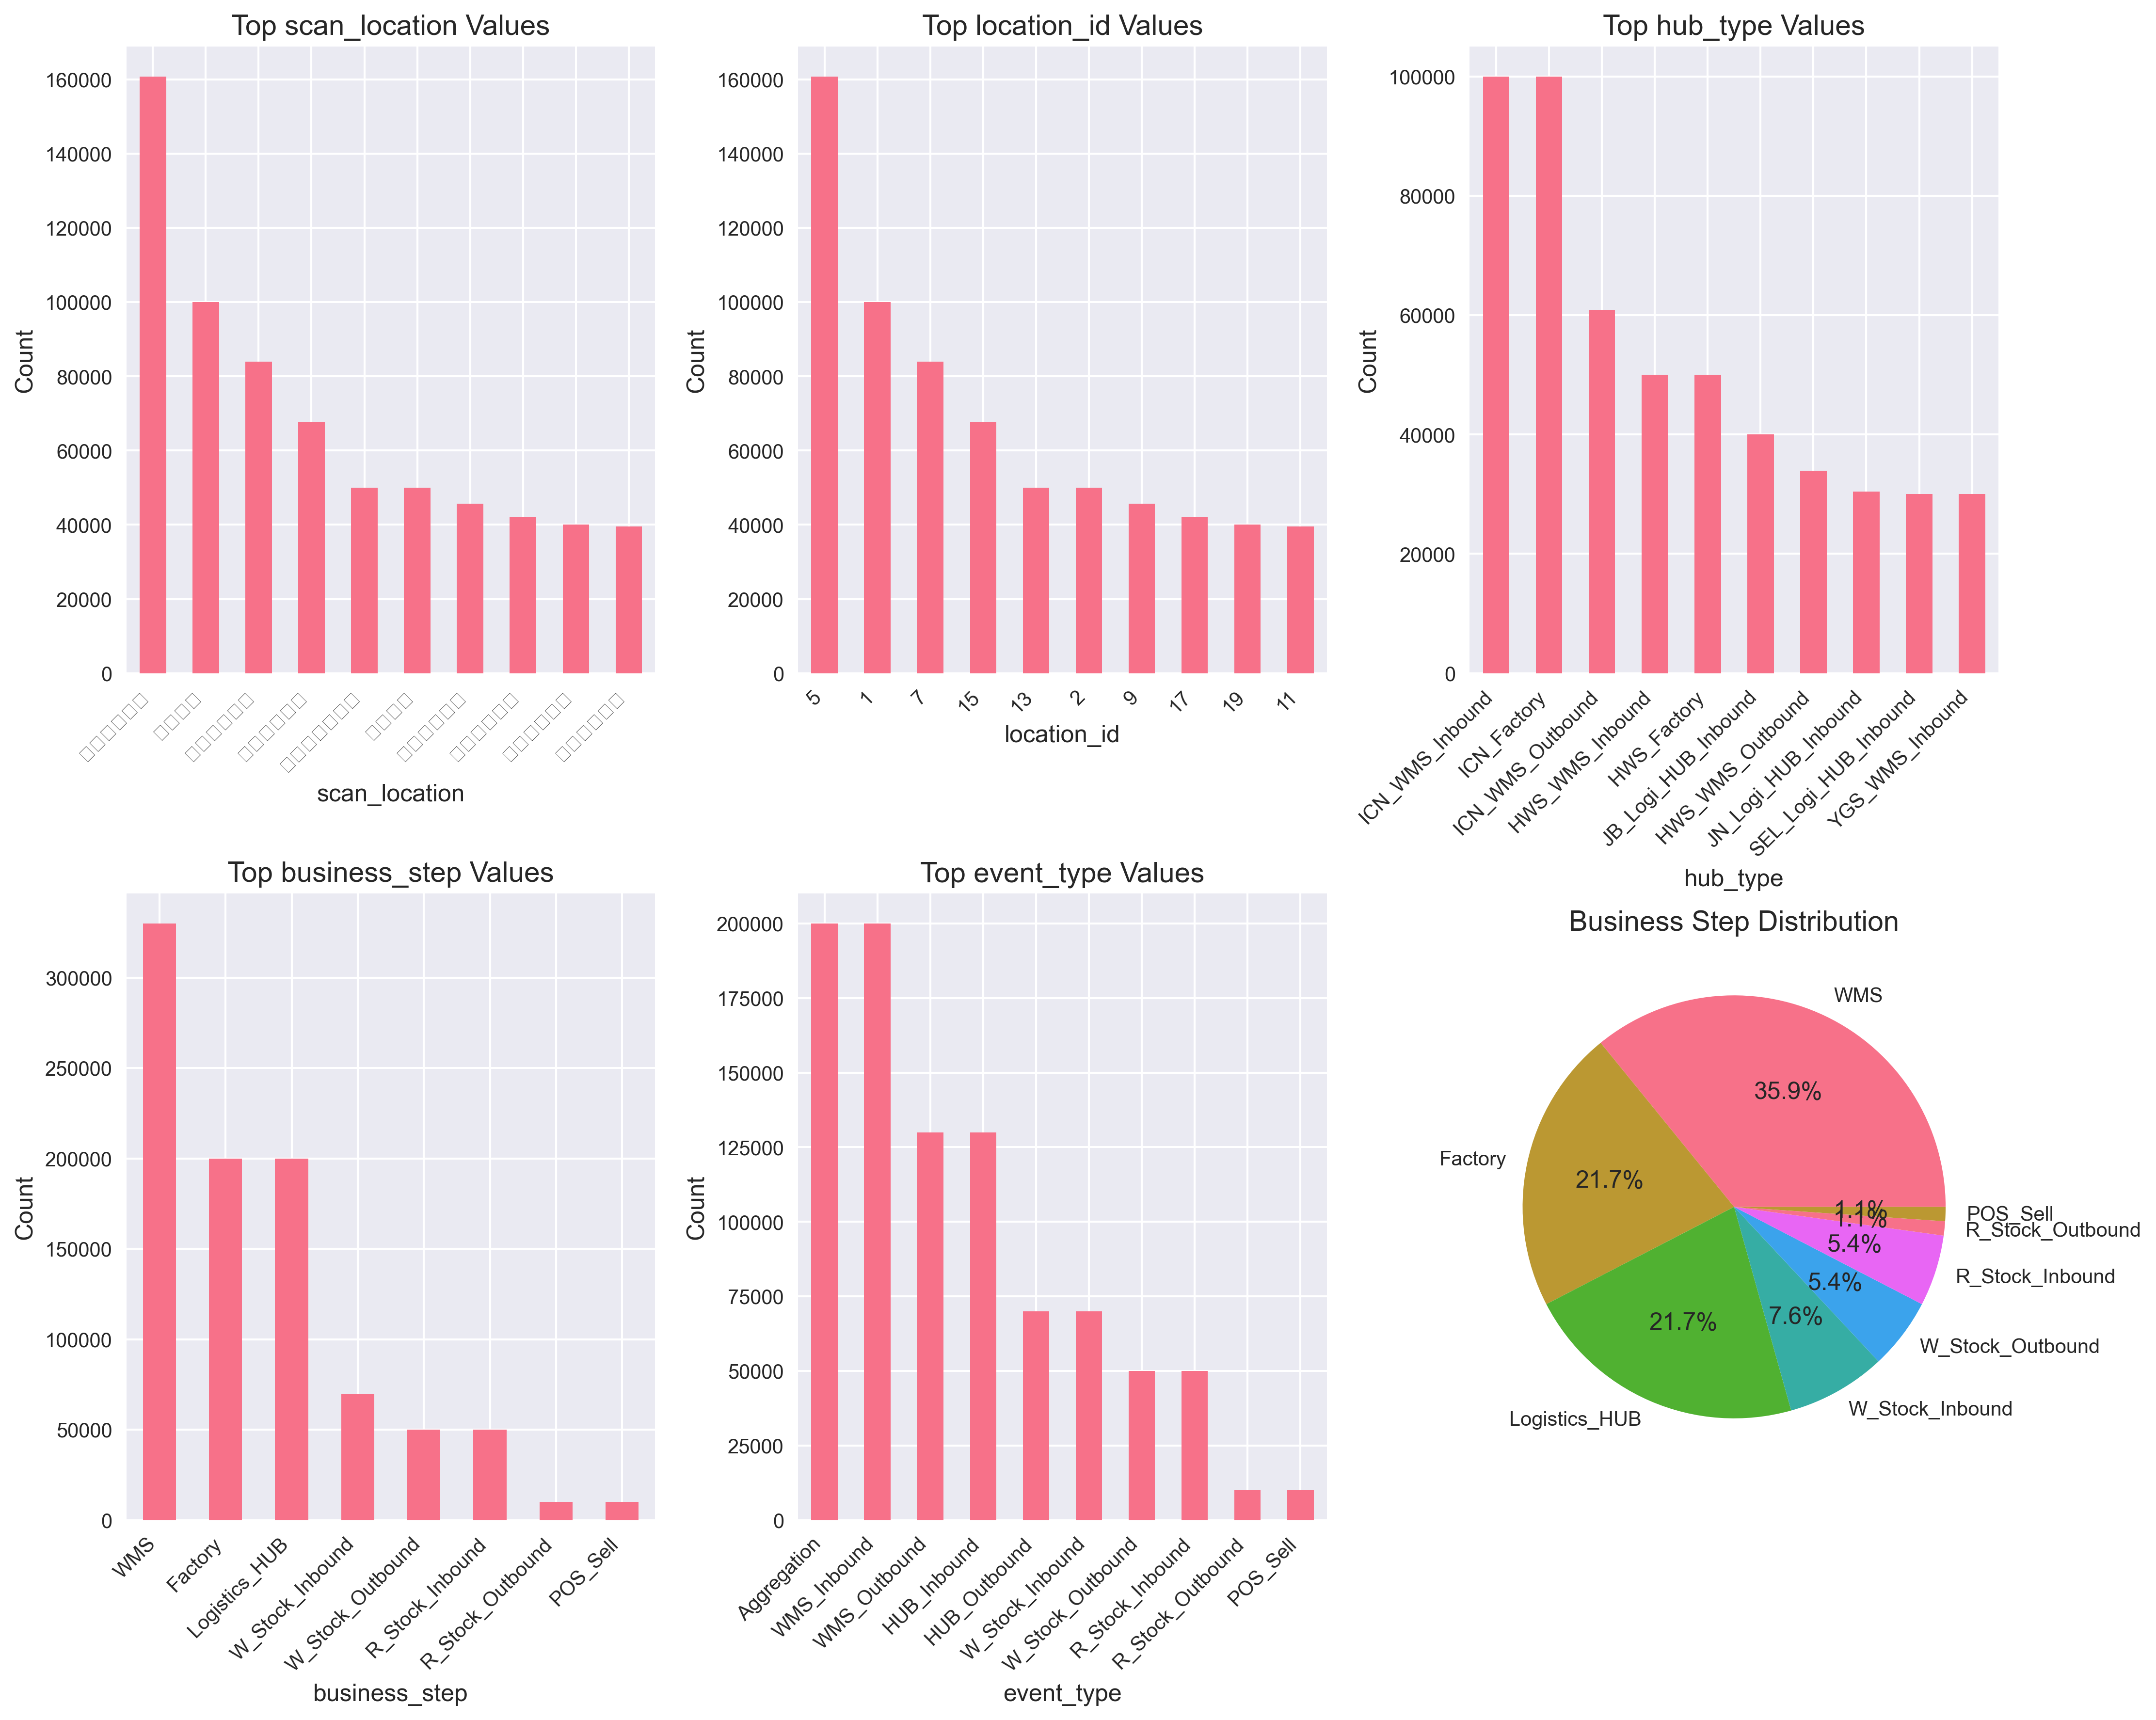 Top scan_location Values
160000
140000
120000
100000
80000
60000
40000
20000
0
Count
scan_location
Top location_id Values
160000
140000
120000
100000
80000
60000
40000
20000
0
Count
5
1
7
15
13
2
9
17
19
11
location_id
Top hub_type Values
100000
80000
60000
40000
20000
0
Count
ICN_WMS_Inbound
ICN_Factory
ICN_WMS_Outbound
HWS_WMS_Inbound
HWS_Factory
JB_Logi_HUB_Inbound
HWS_WMS_Outbound
JN_Logi_HUB_Inbound
SEL_Logi_HUB_Inbound
YGS_WMS_Inbound
hub_type
Top business_step Values
300000
250000
200000
150000
100000
50000
0
Count
WMS
Factory
Logistics_HUB
W_Stock_Inbound
W_Stock_Outbound
R_Stock_Inbound
R_Stock_Outbound
POS_Sell
business_step
Top event_type Values
200000
175000
150000
125000
100000
75000
50000
25000
0
Count
Aggregation
WMS_Inbound
WMS_Outbound
HUB_Inbound
HUB_Outbound
W_Stock_Inbound
W_Stock_Outbound
R_Stock_Inbound
R_Stock_Outbound
POS_Sell
event_type
Business Step Distribution
WMS
35.9%
Factory
21.7%
Logistics_HUB
21.7%
W_Stock_Inbound
7.6%
W_Stock_Outbound
5.4%
R_Stock_Inbound
5.4%
R_Stock_Outbound
1.1%
POS_Sell
1.1%